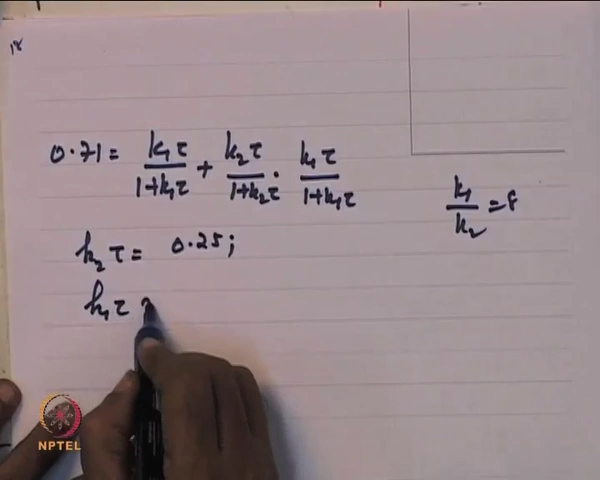 18
0.71 = k₁τ/1+k₁τ + k₂τ/1+k₂τ · k₁τ/1+k₁τ
k₁/k₂ = 8
k₂τ = 0.25;
k₁τ
NPTEL